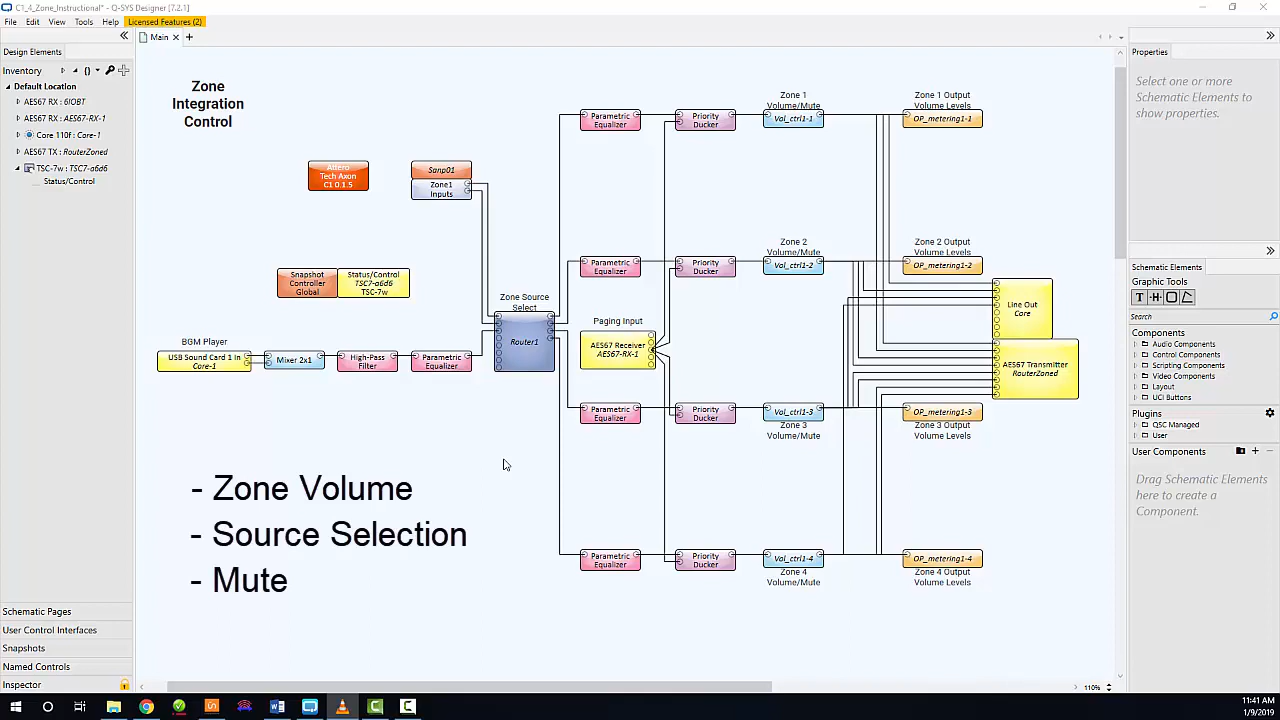 C1_4_Zone_Instructional* - Q-SYS Designer [7.2.1]
File Edit View Tools Help Licensed Features (2)
Main
Design Elements
Inventory
Default Location
AES67 RX : 6IOBT
AES67 RX : AES67-RX-1
Core 110f: Core-1
AES67 TX : RouterZoned
TSC-7w : TSC7-a6d6
Status/Control
Schematic Pages
User Control Interfaces
Snapshots
Named Controls
Inspector
Zone
Integration
Control
Attero
Tech Axon
C1 0.1.5
Sanp01
Zone1
Inputs
Snapshot
Controller
Global
Status/Control
TSC7-a6d6
TSC-7w
BGM Player
USB Sound Card 1 In
Core-1
Mixer 2x1
High-Pass
Filter
Parametric
Equalizer
Zone Source
Select
Router1
Paging Input
AES67 Receiver
AES67-RX-1
Parametric
Equalizer
Priority
Ducker
Zone 1
Volume/Mute
Val_ctrl1-1
Zone 1 Output
Volume Levels
OP_metering1-1
Parametric
Equalizer
Priority
Ducker
Zone 2
Volume/Mute
Val_ctrl1-2
Zone 2 Output
Volume Levels
OP_metering1-2
Line Out
Core
AES67 Transmitter
RouterZoned
Parametric
Equalizer
Priority
Ducker
Val_ctrl1-3
Zone 3
Volume/Mute
OP_metering1-3
Zone 3 Output
Volume Levels
Parametric
Equalizer
Priority
Ducker
Val_ctrl1-4
Zone 4
Volume/Mute
OP_metering1-4
Zone 4 Output
Volume Levels
- Zone Volume
- Source Selection
- Mute
110%
Properties
Select one or more
Schematic Elements to
show properties.
Schematic Elements
Graphic Tools
Search
Components
Audio Components
Control Components
Scripting Components
Video Components
Layout
UCI Buttons
Plugins
QSC Managed
User
User Components
Drag Schematic Elements
here to create a
Component.
11:41 AM
1/9/2019